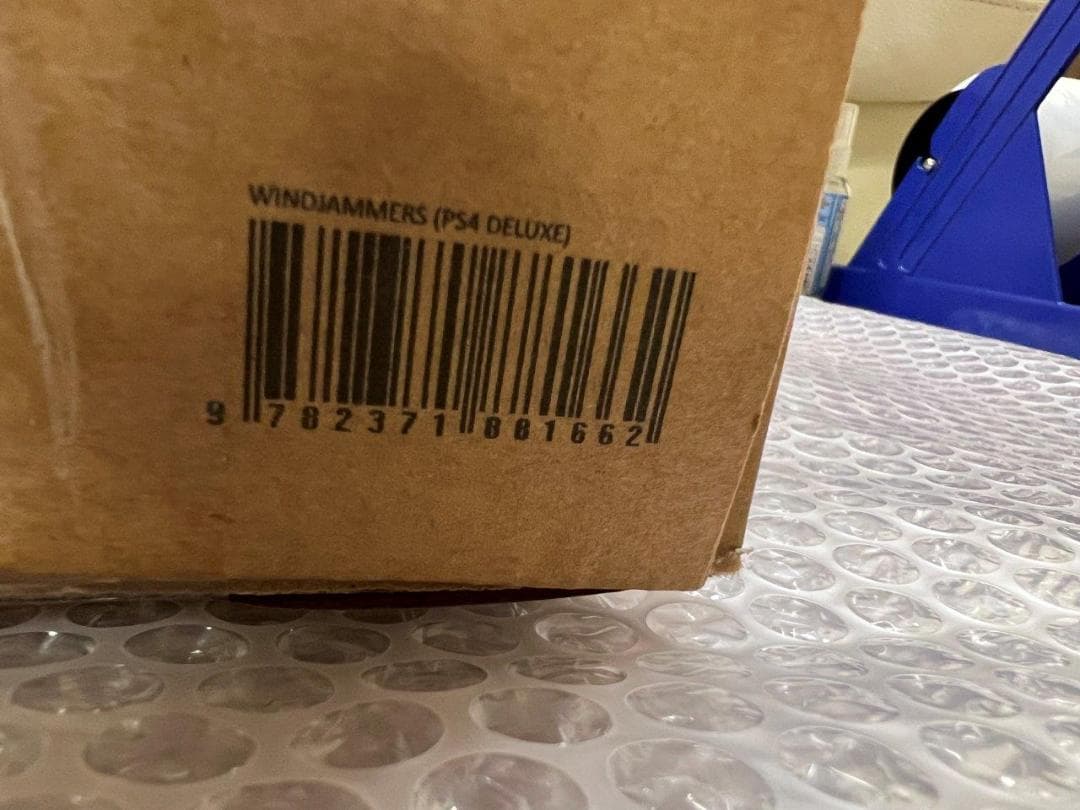 WINDJAMMERS (PS4 DELUXE)
9 782371 881662